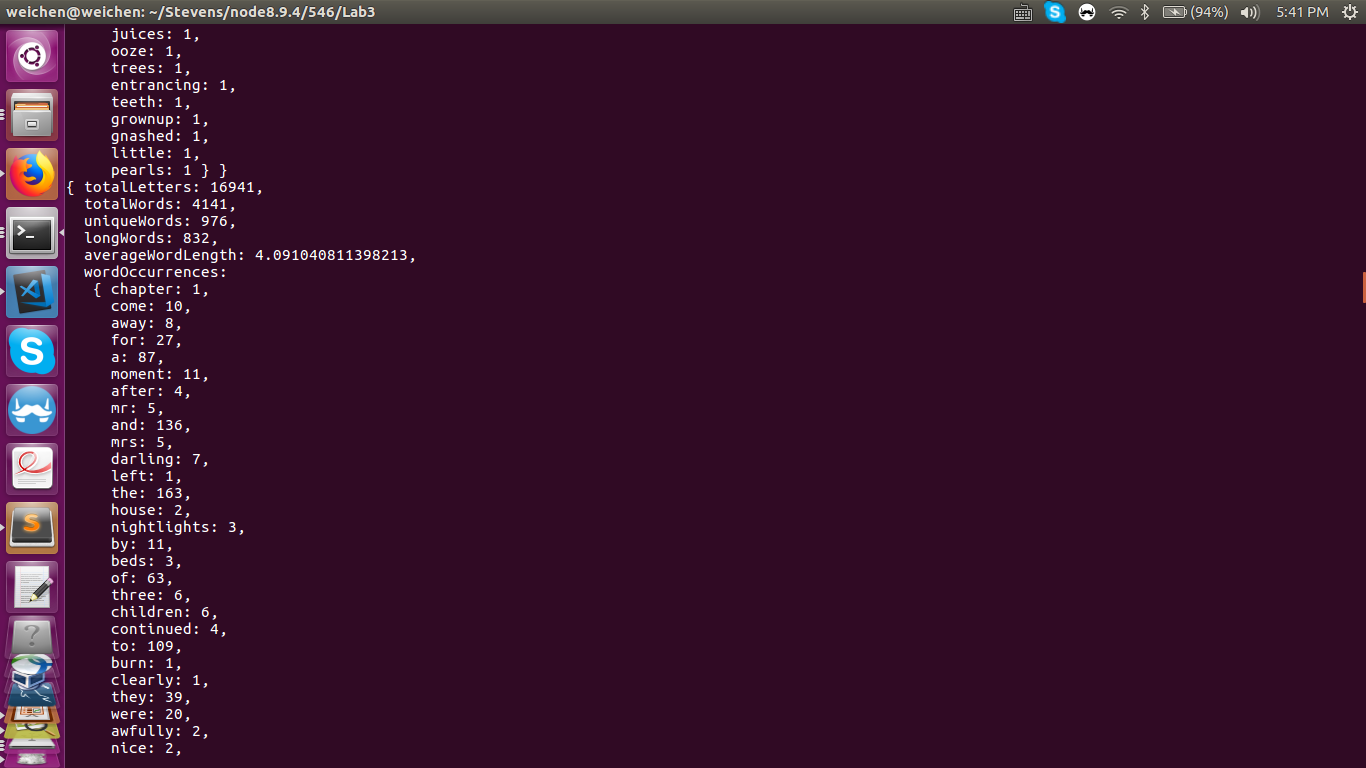 weichen@weichen: ~/Stevens/node8.9.4/546/Lab3 (94%) 5:41 PM
juices: 1,
ooze: 1,
trees: 1,
entrancing: 1,
teeth: 1,
grownup: 1,
gnashed: 1,
little: 1,
pearls: 1 } }
{ totalLetters: 16941,
totalWords: 4141,
uniqueWords: 976,
longWords: 832,
averageWordLength: 4.091040811398213,
wordOccurrences:
{ chapter: 1,
come: 10,
away: 8,
for: 27,
a: 87,
moment: 11,
after: 4,
mr: 5,
and: 136,
mrs: 5,
darling: 7,
left: 1,
the: 163,
house: 2,
nightlights: 3,
by: 11,
beds: 3,
of: 63,
three: 6,
children: 6,
continued: 4,
to: 109,
burn: 1,
clearly: 1,
they: 39,
were: 20,
awfully: 2,
nice: 2,